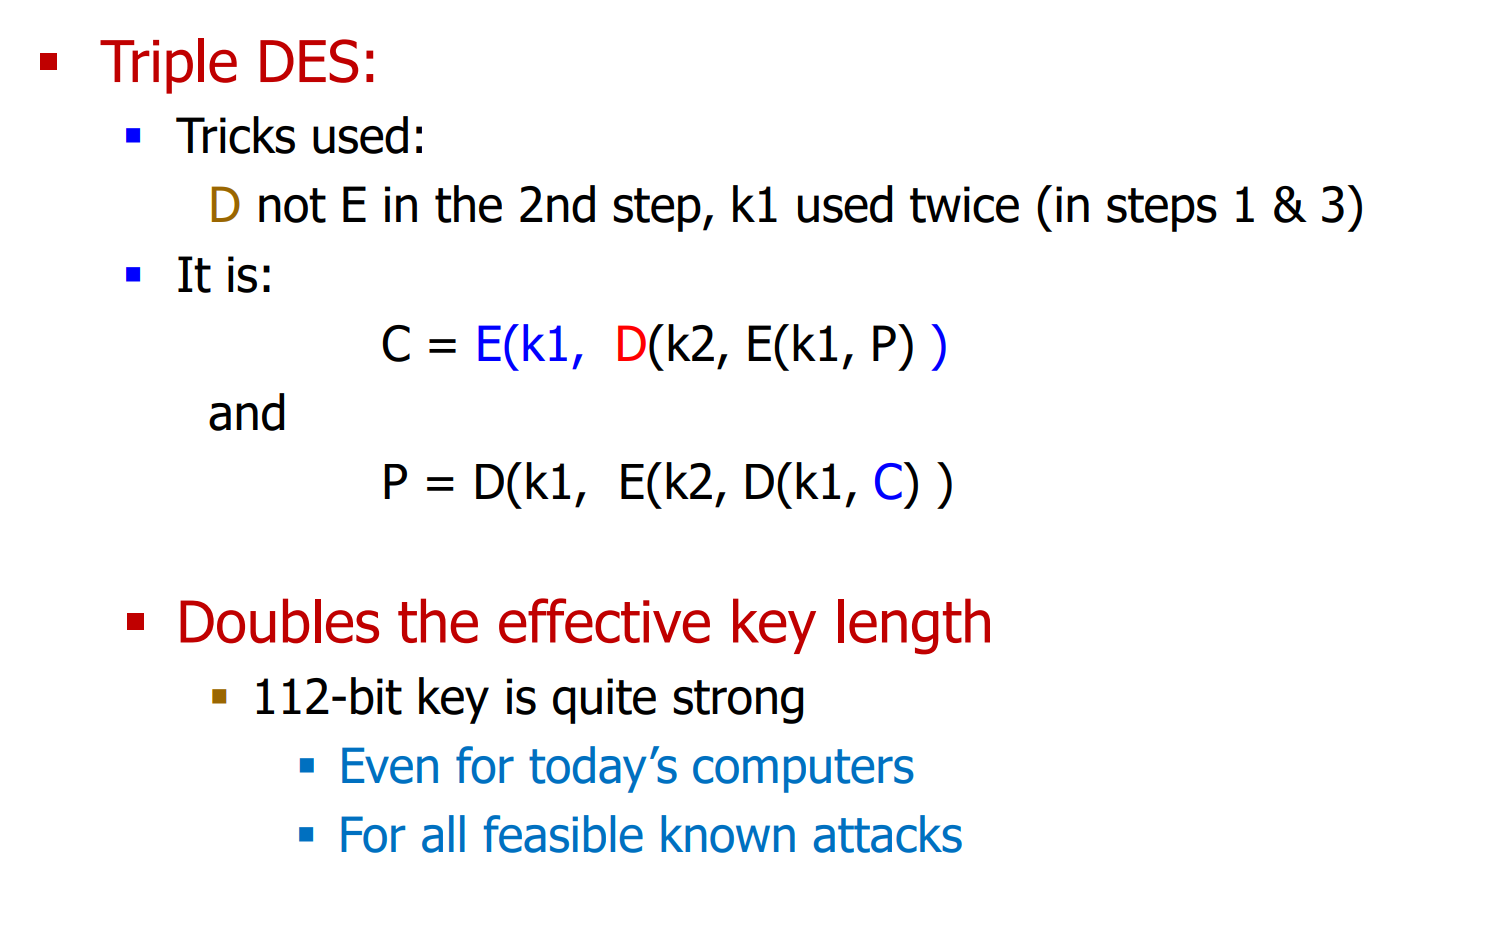 Triple DES:
Tricks used:
D not E in the 2nd step, k1 used twice (in steps 1 & 3)
It is:
C = E(k1, D(k2, E(k1, P) )
and
P = D(k1, E(k2, D(k1, C) )
Doubles the effective key length
112-bit key is quite strong
Even for today’s computers
For all feasible known attacks